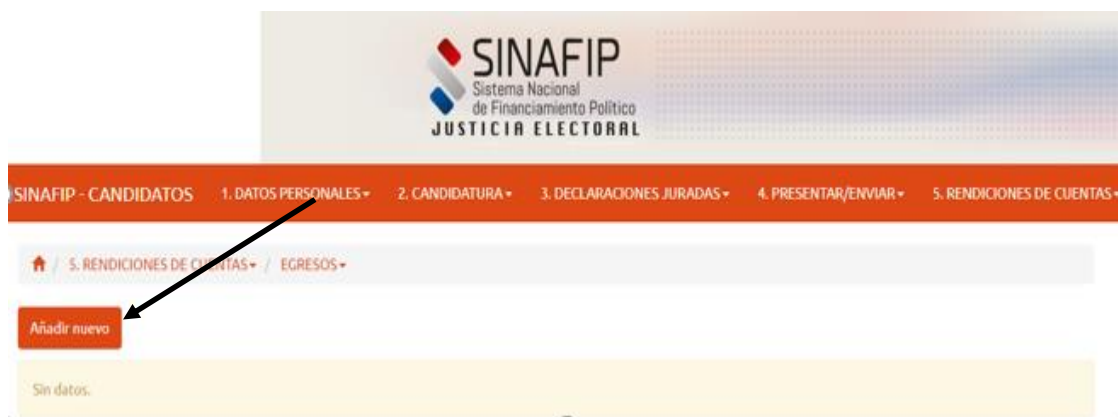 SINAFIP
Sistema Nacional
de Financiamiento Político
JUSTICIA ELECTORAL
SINAFIP - CANDIDATOS 1. DATOS PERSONALES 2. CANDIDATURA 3. DECLARACIONES JURADAS 4. PRESENTAR/ENVIAR 5. RENDICIONES DE CUENTAS
/ 5. RENDICIONES DE CUENTAS / EGRESOS
Añadir nuevo
Sin datos.